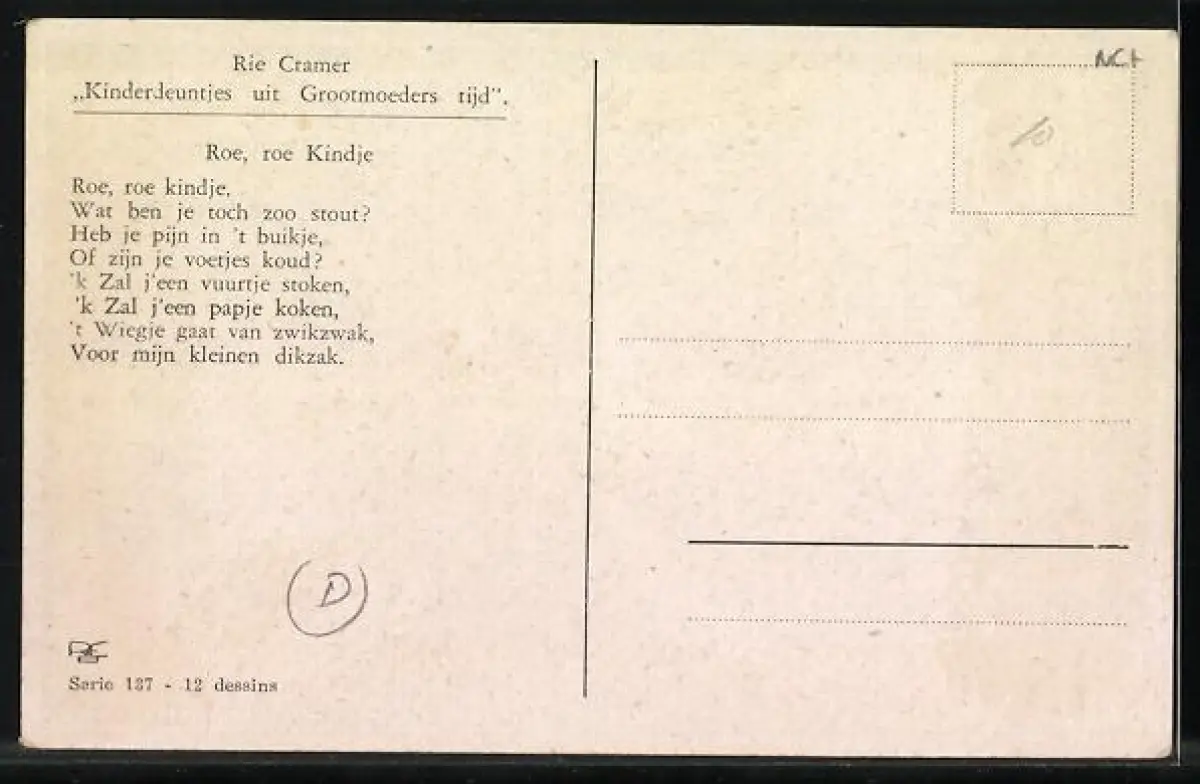 Rie Cramer
„Kinderdeuntjes uit Grootmoeders tijd".
Roe, roe Kindje
Roe, roe kindje,
Wat ben je toch zoo stout?
Heb je pijn in 't buikje,
Of zijn je voetjes koud?
'k Zal j'een vuurtje stoken,
'k Zal j'een papje koken,
't Wiegje gaat van zwikzwak,
Voor mijn kleinen dikzak.
D
Serie 137 - 12 dessins
10